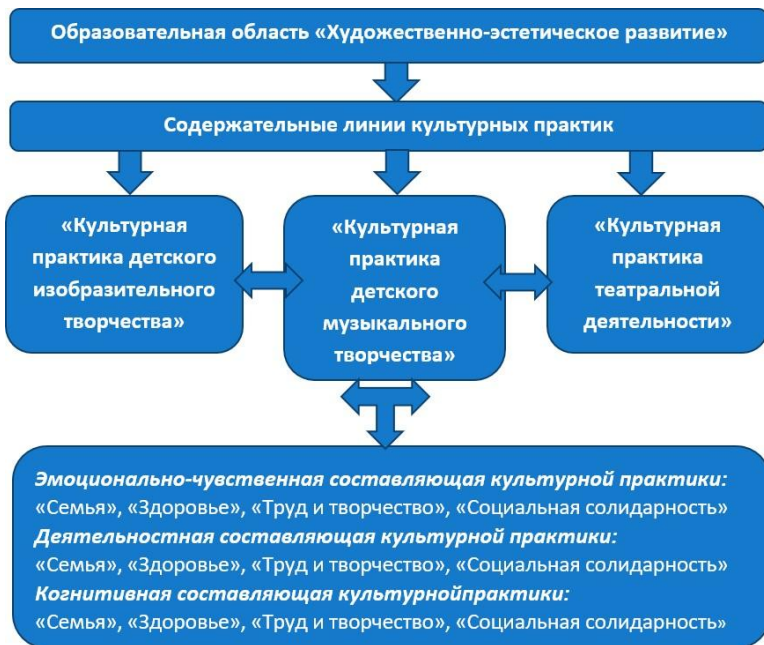 Образовательная область «Художественно-эстетическое развитие»
Содержательные линии культурных практик
«Культурная
практика детского
изобразительного
творчества»
«Культурная
практика
детского
музыкального
творчества»
«Культурная
практика
театральной
деятельности»
Эмоционально-чувственная составляющая культурной практики:
«Семья», «Здоровье», «Труд и творчество», «Социальная солидарность»
Деятельностная составляющая культурной практики:
«Семья», «Здоровье», «Труд и творчество», «Социальная солидарность»
Когнитивная составляющая культурнойпрактики:
«Семья», «Здоровье», «Труд и творчество», «Социальная солидарность»